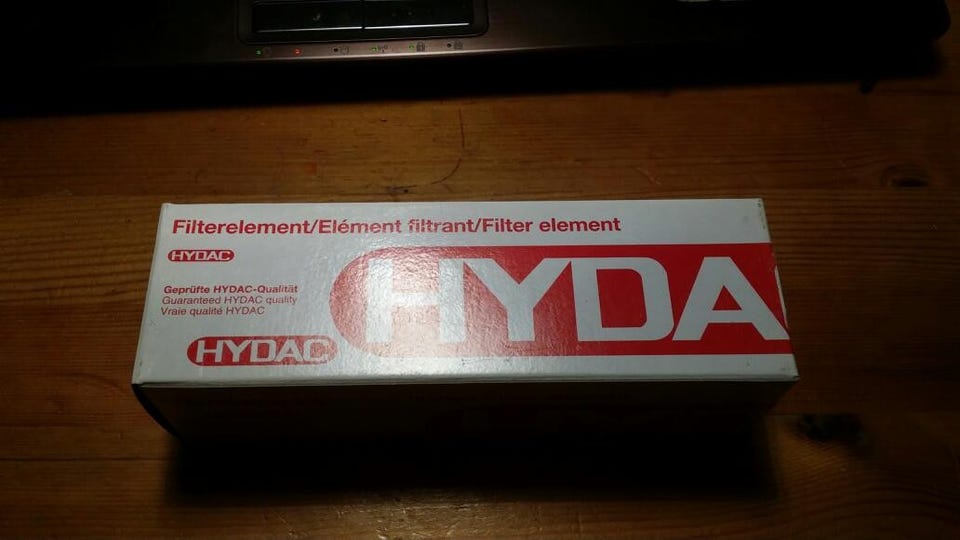 Filterelement/Elément filtrant/Filter element
HYDAC
Geprüfte HYDAC-Qualität
Guaranteed HYDAC quality
Vraie qualité HYDAC
HYDAC
HYDA